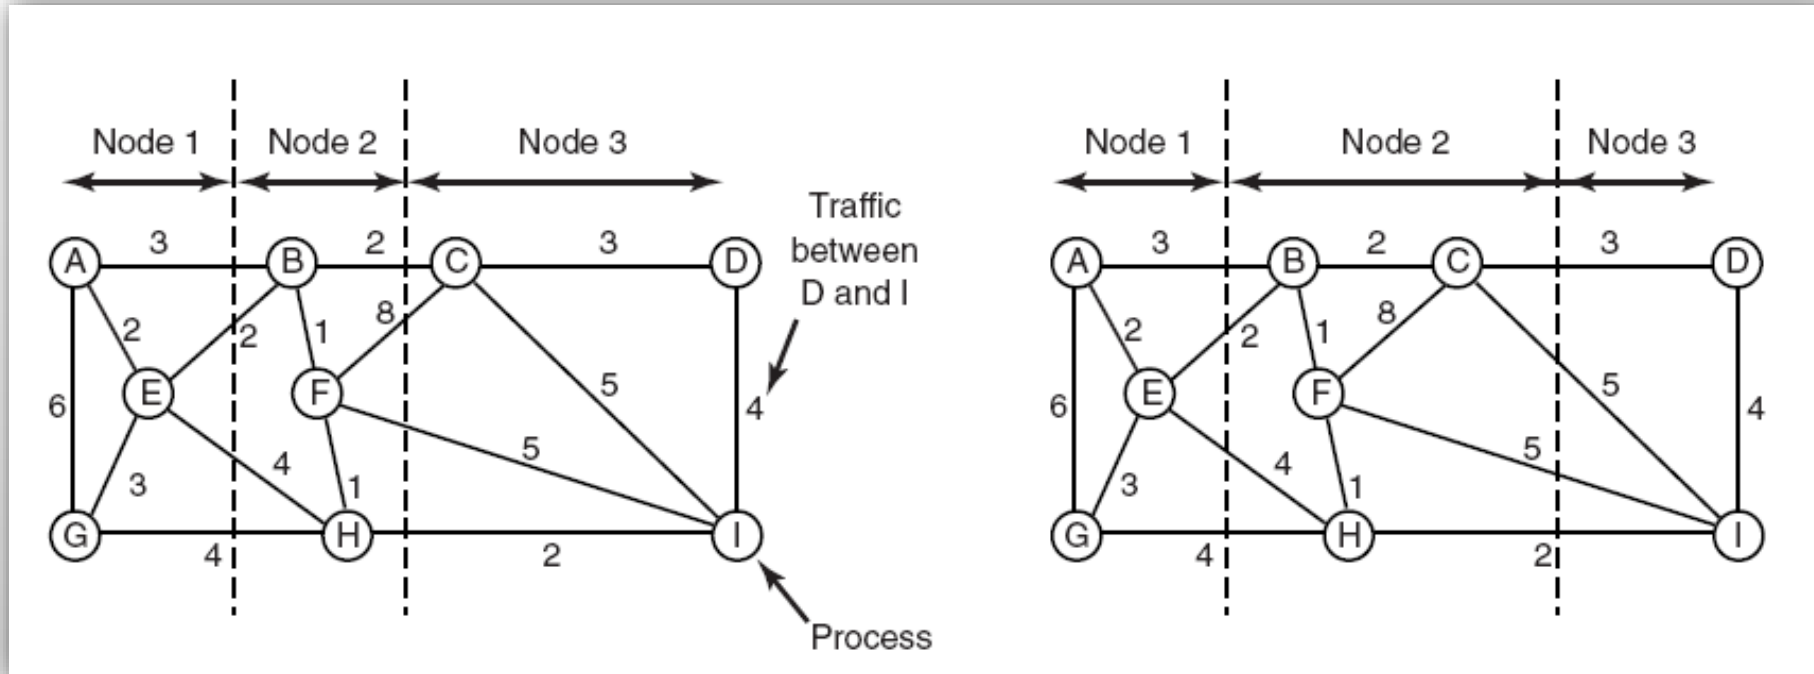 Node 1 Node 2 Node 3
Traffic
between
D and I
A 3 B 2 C 3 D
2 2 1 8
6 E F 5 4
5
3 4 1
G 4 H 2 I
Process
Node 1 Node 2 Node 3
A 3 B 2 C 3 D
2 2 1 8
6 E F 5 4
5
3 4 1
G 4 H 2 I